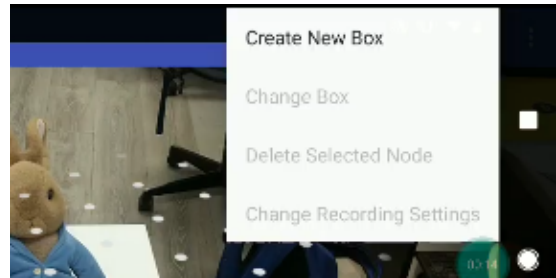 Create New Box
Change Box
Delete Selected Node
Change Recording Settings
00:14